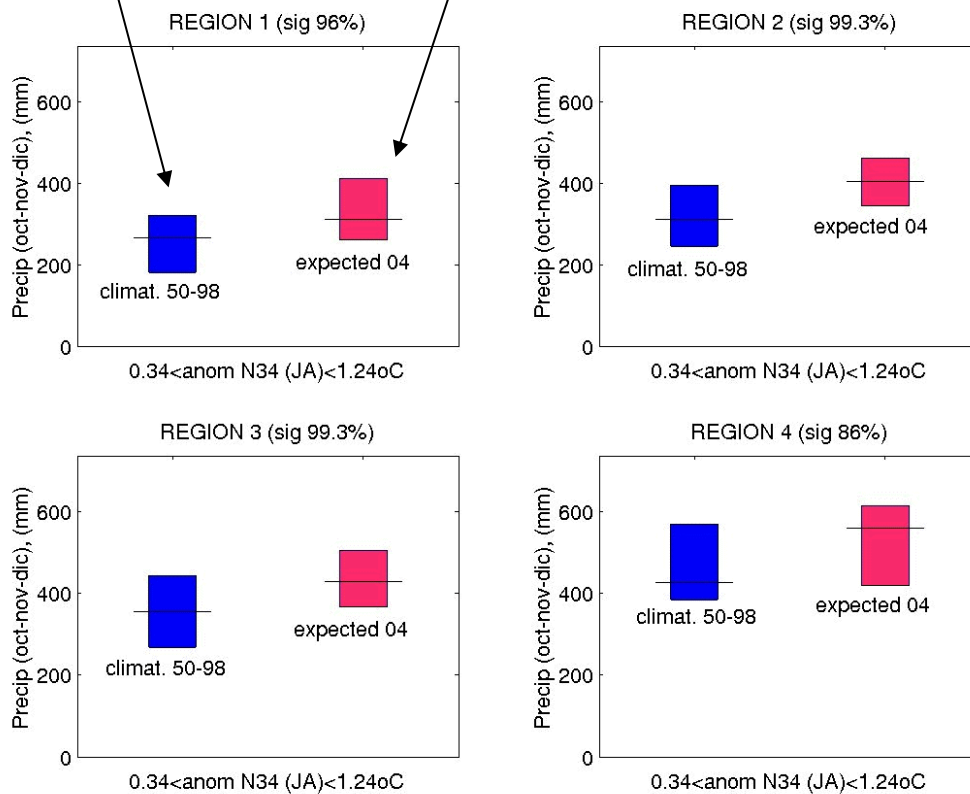 REGION 1 (sig 96%)
Precip (oct-nov-dic), (mm)
600
400
200
0
climat. 50-98
expected 04
0.34<anom N34 (JA)<1.24oC
REGION 2 (sig 99.3%)
Precip (oct-nov-dic), (mm)
600
400
200
0
climat. 50-98
expected 04
0.34<anom N34 (JA)<1.24oC
REGION 3 (sig 99.3%)
Precip (oct-nov-dic), (mm)
600
400
200
0
climat. 50-98
expected 04
0.34<anom N34 (JA)<1.24oC
REGION 4 (sig 86%)
Precip (oct-nov-dic), (mm)
600
400
200
0
climat. 50-98
expected 04
0.34<anom N34 (JA)<1.24oC